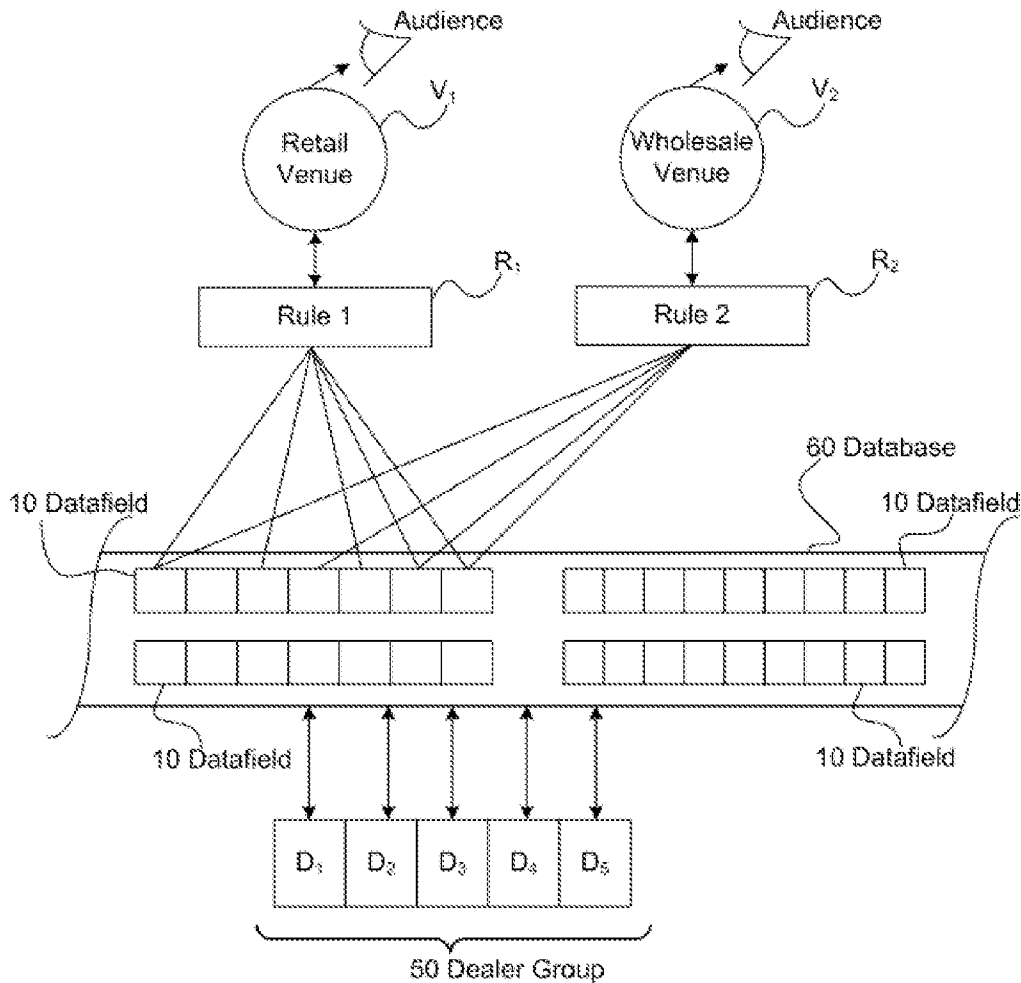 Audience
Audience
V₁
V₂
Retail
Venue
Wholesale
Venue
R₁
R₂
Rule 1
Rule 2
60 Database
10 Datafield
10 Datafield
10 Datafield
10 Datafield
D₁ D₂ D₃ D₄ D₅
50 Dealer Group